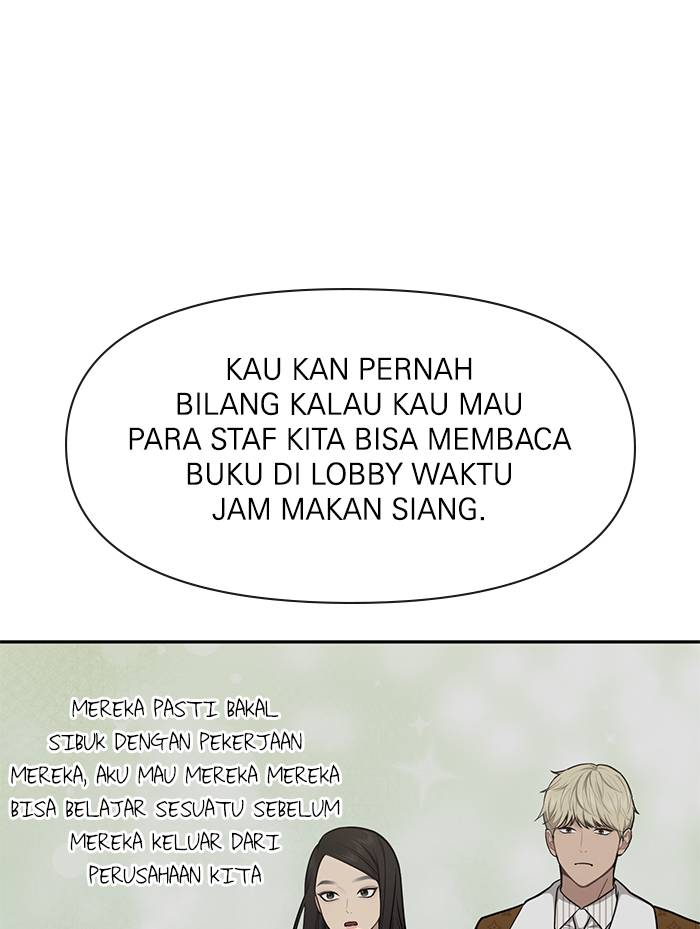 KAU KAN PERNAH
BILANG KALAU KAU MAU
PARA STAF KITA BISA MEMBACA
BUKU DI LOBBY WAKTU
JAM MAKAN SIANG.
MEREKA PASTI BAKAL
SIBUK DENGAN PEKERJAAN
MEREKA, AKU MAU MEREKA MEREKA
BISA BELAJAR SESUATU SEBELUM
MEREKA KELUAR DARI
PERUSAHAAN KITA